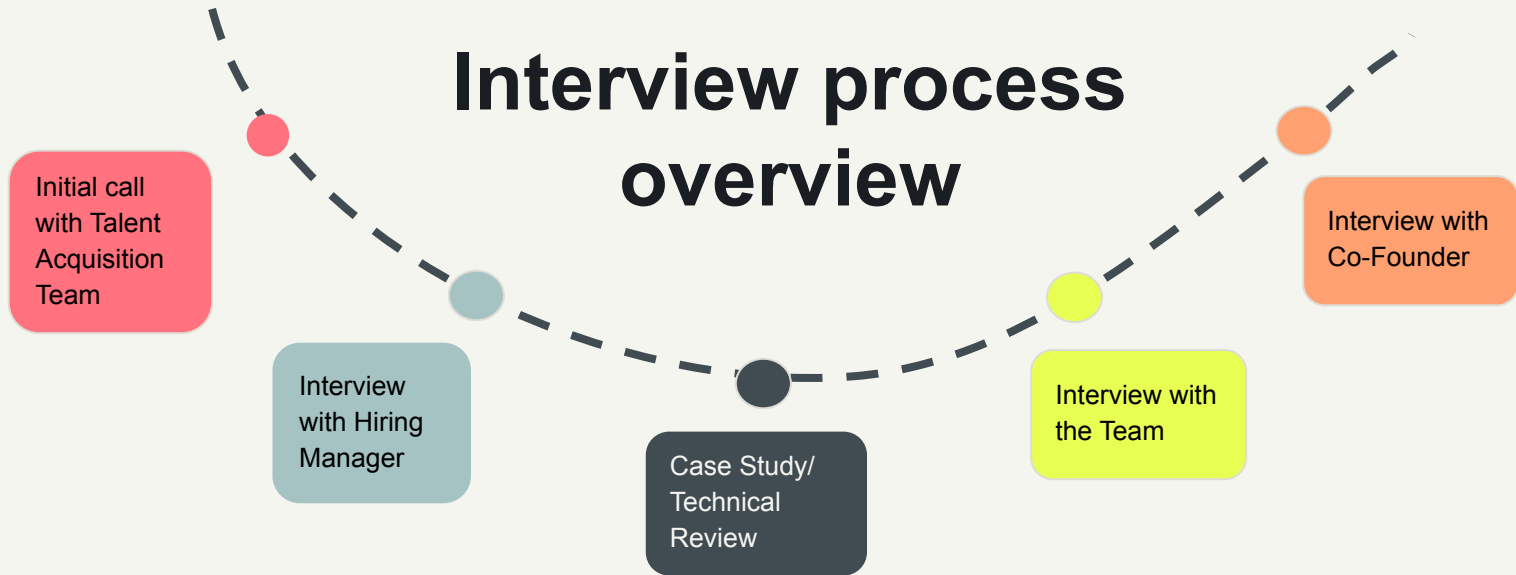 Interview process
overview
Initial call
with Talent
Acquisition
Team
Interview
with Hiring
Manager
Case Study/
Technical
Review
Interview with
the Team
Interview with
Co-Founder